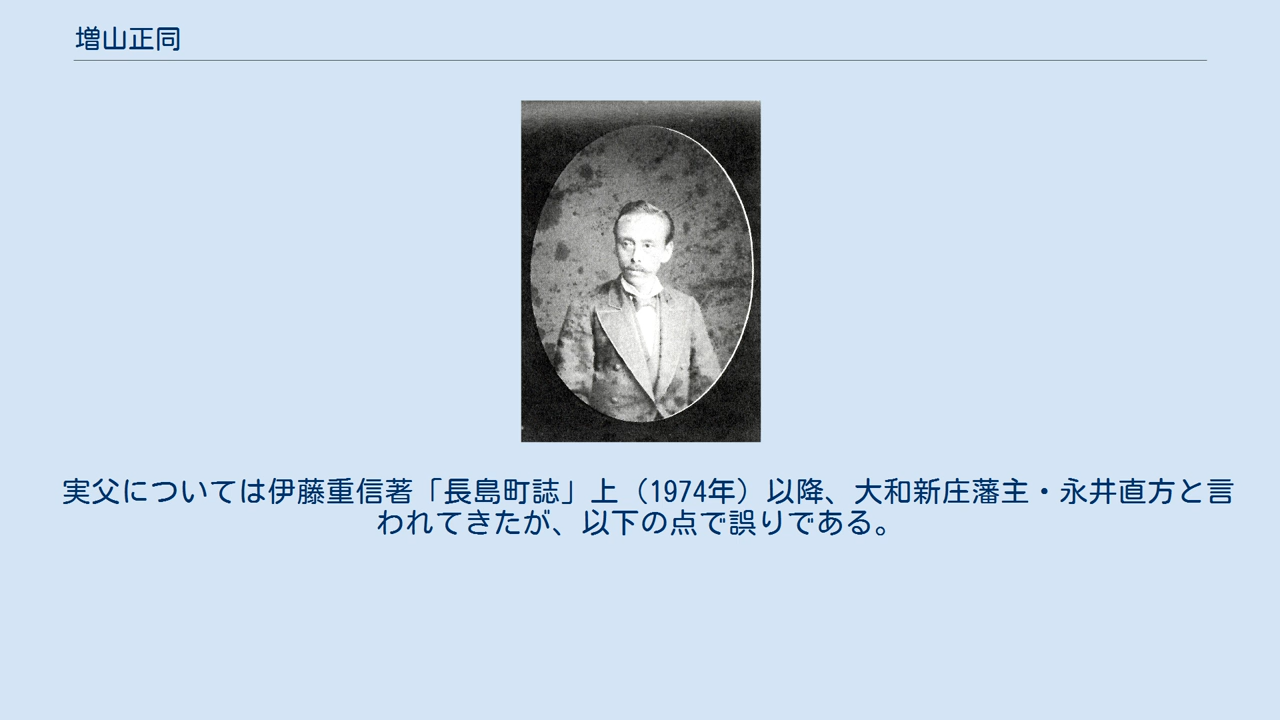 増山正同
実父については伊藤重信著「長島町誌」上（1974年）以降、大和新庄藩主・永井直方と言
われてきたが、以下の点で誤りである。